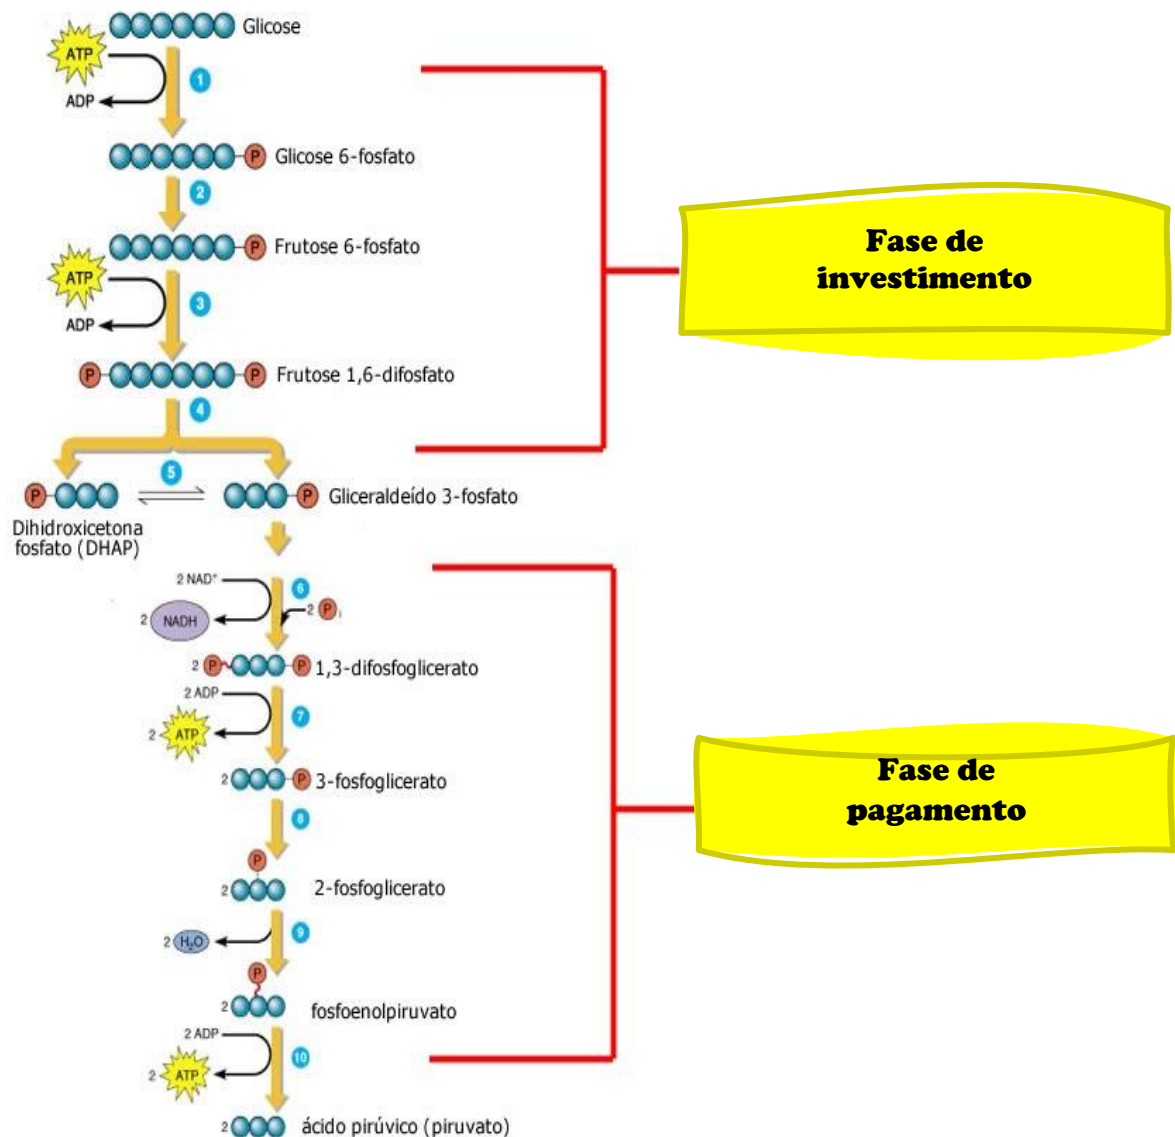 Glicose
ATP
1
ADP
P
Glicose 6-fosfato
2
P
Frutose 6-fosfato
ATP
3
ADP
P
P
Frutose 1,6-difosfato
4
5
P
P
Gliceraldeído 3-fosfato
Dihidroxicetona
fosfato (DHAP)
2 NAD⁺
6
2 NADH
2 P i
2 P
P
1,3-difosfoglicerato
2 ADP
7
2 ATP
2
P
3-fosfoglicerato
8
P
2
2-fosfoglicerato
9
2 H₂O
P
2
fosfoenolpiruvato
2 ADP
10
2 ATP
2
ácido pirúvico (piruvato)
Fase de
investimento
Fase de
pagamento